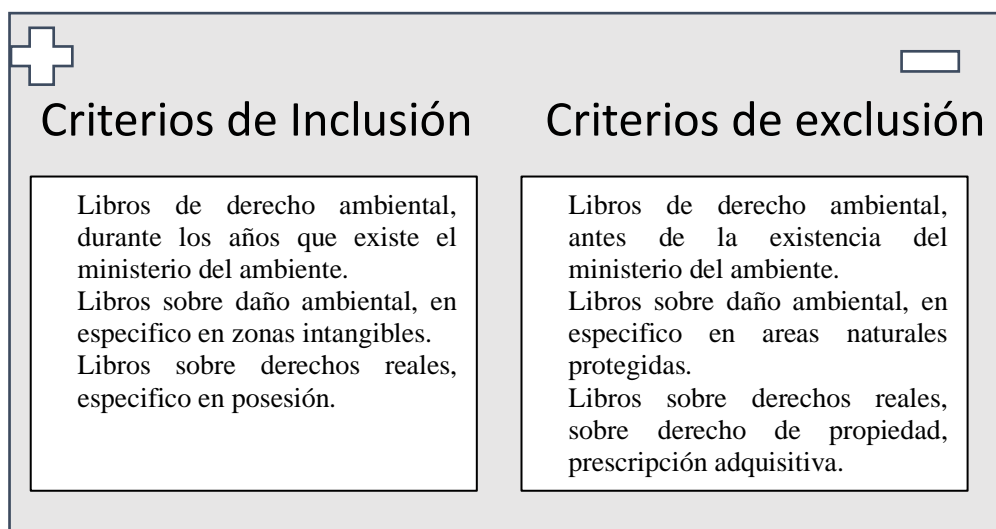 Criterios de Inclusión
Libros de derecho ambiental,
durante los años que existe el
ministerio del ambiente.
Libros sobre daño ambiental, en
especifico en zonas intangibles.
Libros sobre derechos reales,
especifico en posesión.
Criterios de exclusión
Libros de derecho ambiental,
antes de la existencia del
ministerio del ambiente.
Libros sobre daño ambiental, en
especifico en areas naturales
protegidas.
Libros sobre derechos reales,
sobre derecho de propiedad,
prescripción adquisitiva.